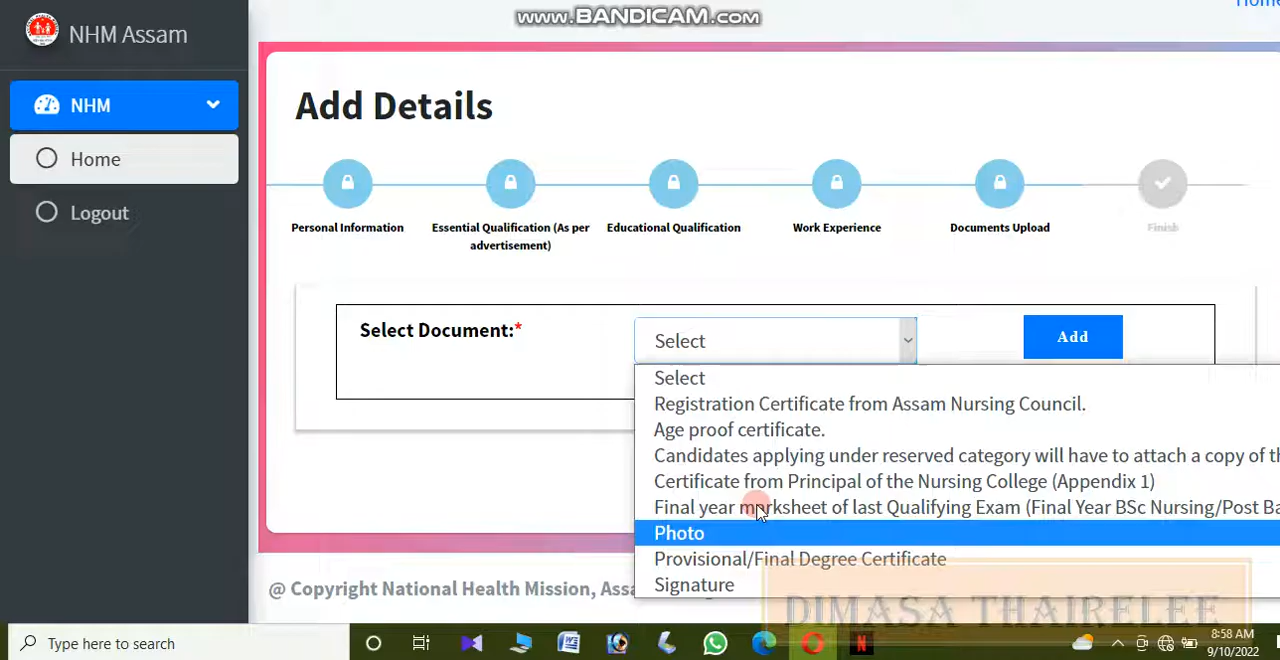 www.BANDICAM.com
Home
NHM Assam
NHM
Home
Logout
Add Details
Personal Information
Essential Qualification (As per
advertisement)
Educational Qualification
Work Experience
Documents Upload
Finish
Select Document:*
Select
Add
Select
Registration Certificate from Assam Nursing Council.
Age proof certificate.
Candidates applying under reserved category will have to attach a copy of th
Certificate from Principal of the Nursing College (Appendix 1)
Final year marksheet of last Qualifying Exam (Final Year BSc Nursing/Post Ba
Photo
Provisional/Final Degree Certificate
Signature
@ Copyright National Health Mission, Assa
DIMASA THAIRELEE
Type here to search
8:58 AM
9/10/2022